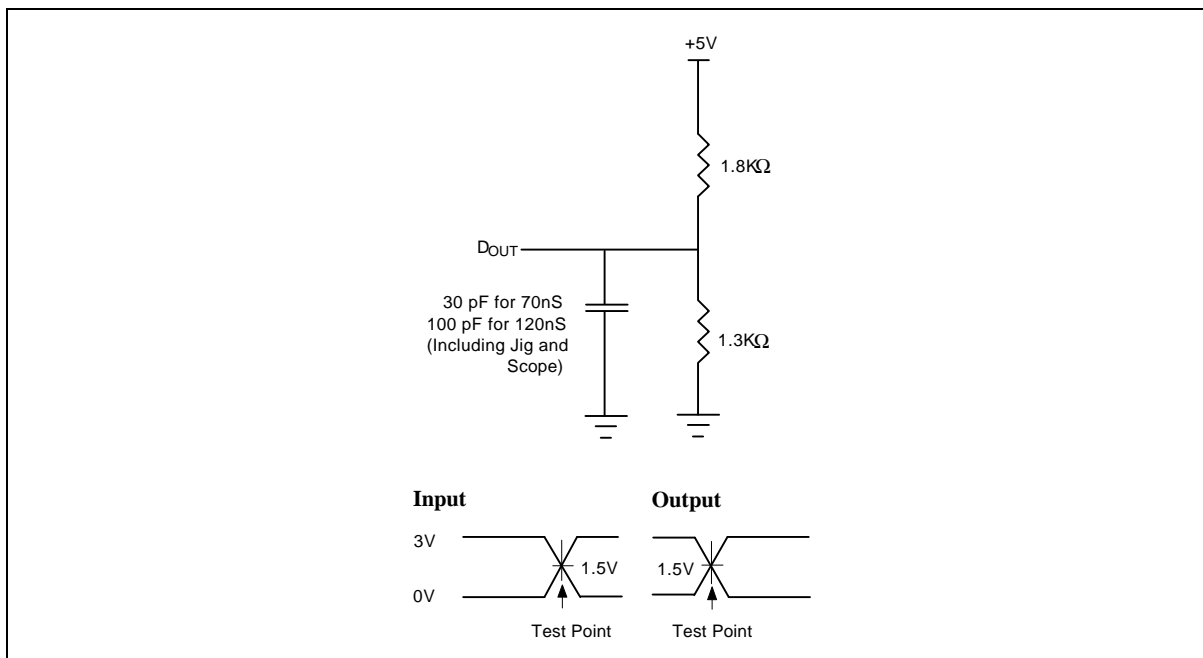 +5V
1.8KΩ
DOUT
30 pF for 70nS
100 pF for 120nS
(Including Jig and
Scope)
1.3KΩ
Input
Output
3V
1.5V
1.5V
0V
Test Point
Test Point